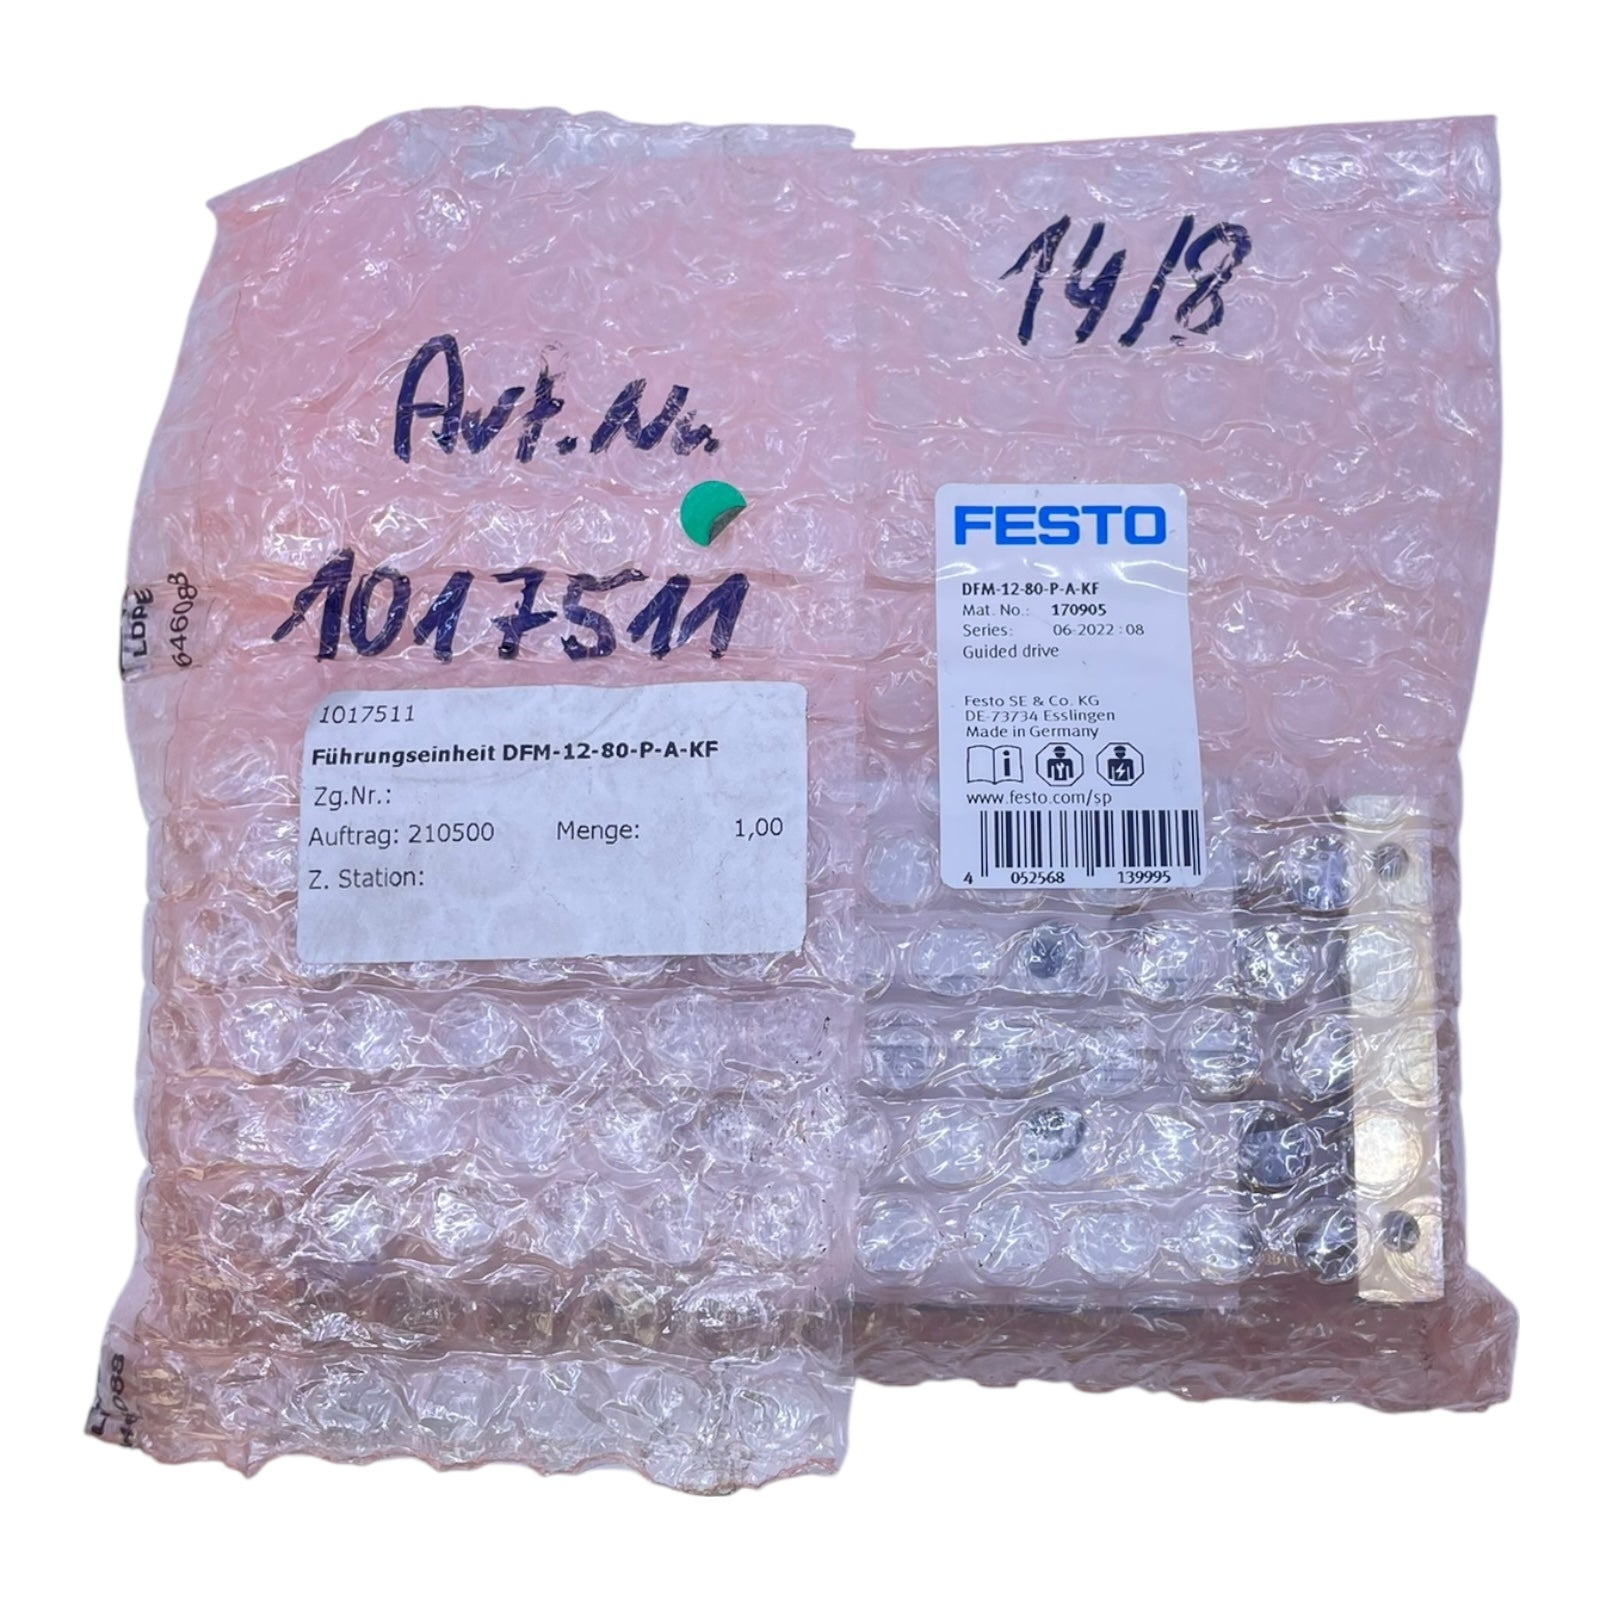 14/8
Art.Nr.
1017511
LDPE
646083
1017511
Führungseinheit DFM-12-80-P-A-KF
Zg.Nr.:
Auftrag: 210500 Menge: 1,00
Z. Station:
FESTO
DFM-12-80-P-A-KF
Mat. No.: 170905
Series: 06-2022:08
Guided drive
Festo SE & Co. KG
DE-73734 Esslingen
Made in Germany
www.festo.com/sp
4 052568 139995